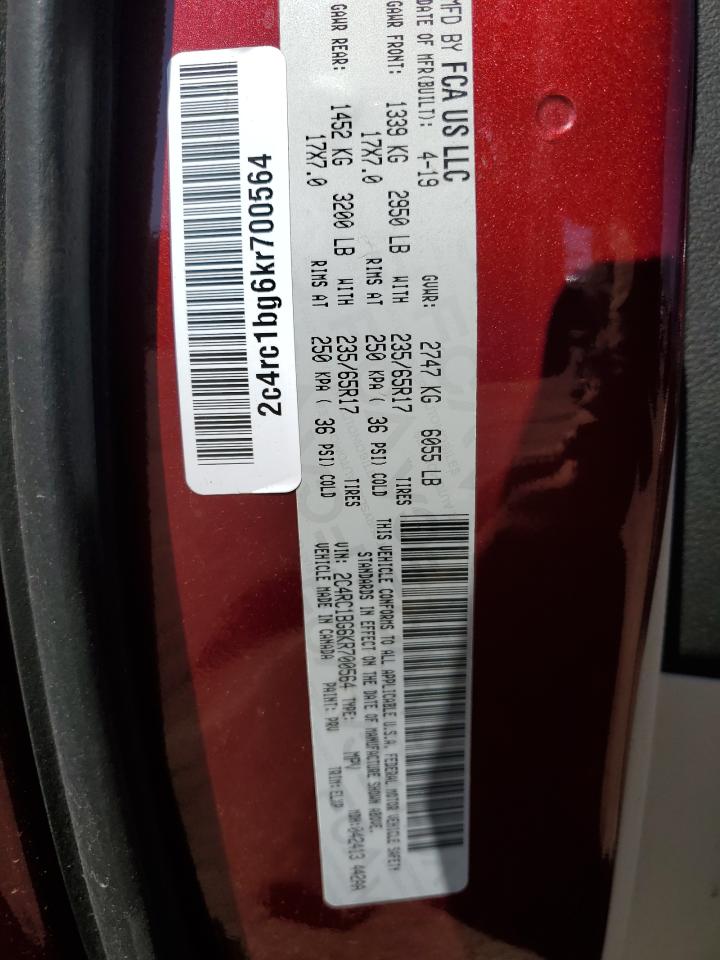 2c4rc1bg6kr700564
MFD BY FCA US LLC
DATE OF MFR(BUILT): 4-19 GVWR: 2747 KG 6055 LB
GAWR FRONT: 1339 KG 2950 LB WITH 235/65R17 TIRES
17X7.0 RIMS AT 250 KPA ( 36 PSI) COLD
GAWR REAR: 1452 KG 3200 LB WITH 235/65R17 TIRES
17X7.0 RIMS AT 250 KPA ( 36 PSI) COLD
THIS VEHICLE CONFORMS TO ALL APPLICABLE U.S.A. FEDERAL MOTOR VEHICLE SAFETY
STANDARDS IN EFFECT ON THE DATE OF MANUFACTURE SHOWN ABOVE.
VIN: 2C4RC1BG6KR700564 TYPE: MPV MDH:042413 442AA
VEHICLE MADE IN CANADA PAINT: PRV TRIM: